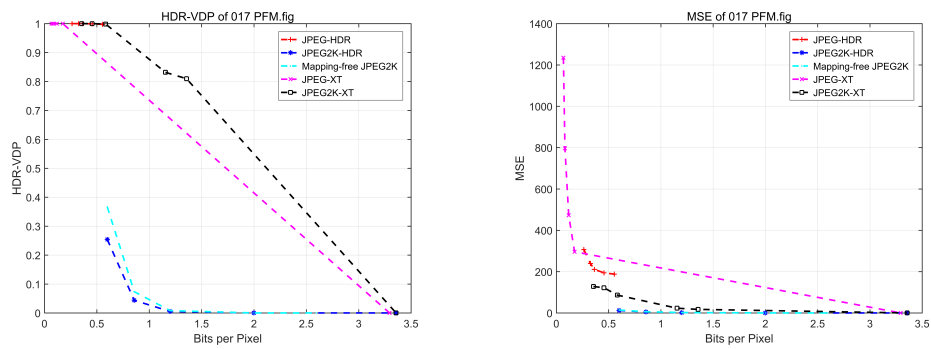 HDR-VDP of 017 PFM.fig
1
0.9
0.8
0.7
0.6
0.5
0.4
0.3
0.2
0.1
0
HDR-VDP
0 0.5 1 1.5 2 2.5 3 3.5
Bits per Pixel
JPEG-HDR
JPEG2K-HDR
Mapping-free JPEG2K
JPEG-XT
JPEG2K-XT
MSE of 017 PFM.fig
1400
1200
1000
800
600
400
200
0
MSE
0 0.5 1 1.5 2 2.5 3 3.5
Bits per Pixel
JPEG-HDR
JPEG2K-HDR
Mapping-free JPEG2K
JPEG-XT
JPEG2K-XT